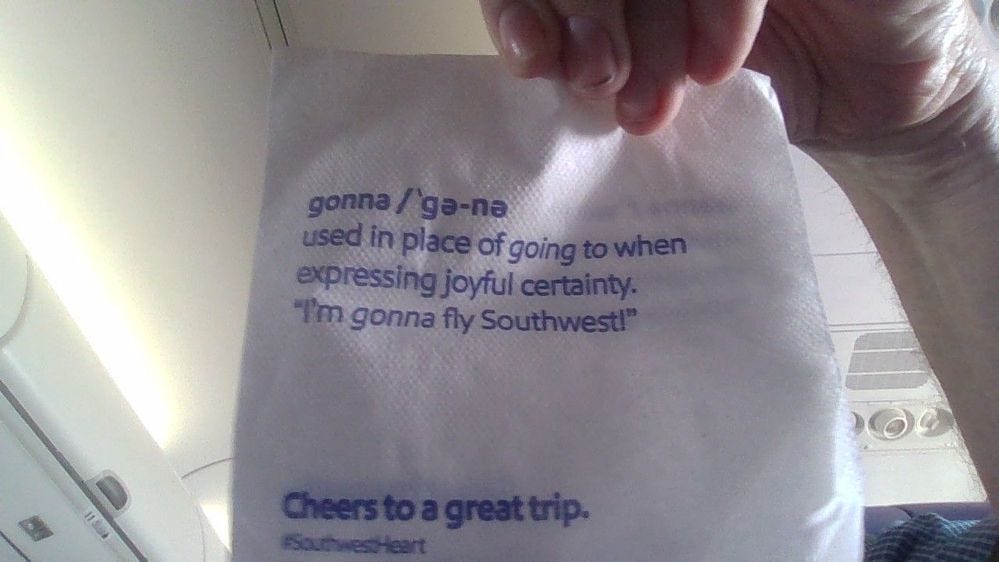 gonna /ˈgə-nə
used in place of going to when
expressing joyful certainty.
"I'm gonna fly Southwest!"
Cheers to a great trip.
#SouthwestHeart